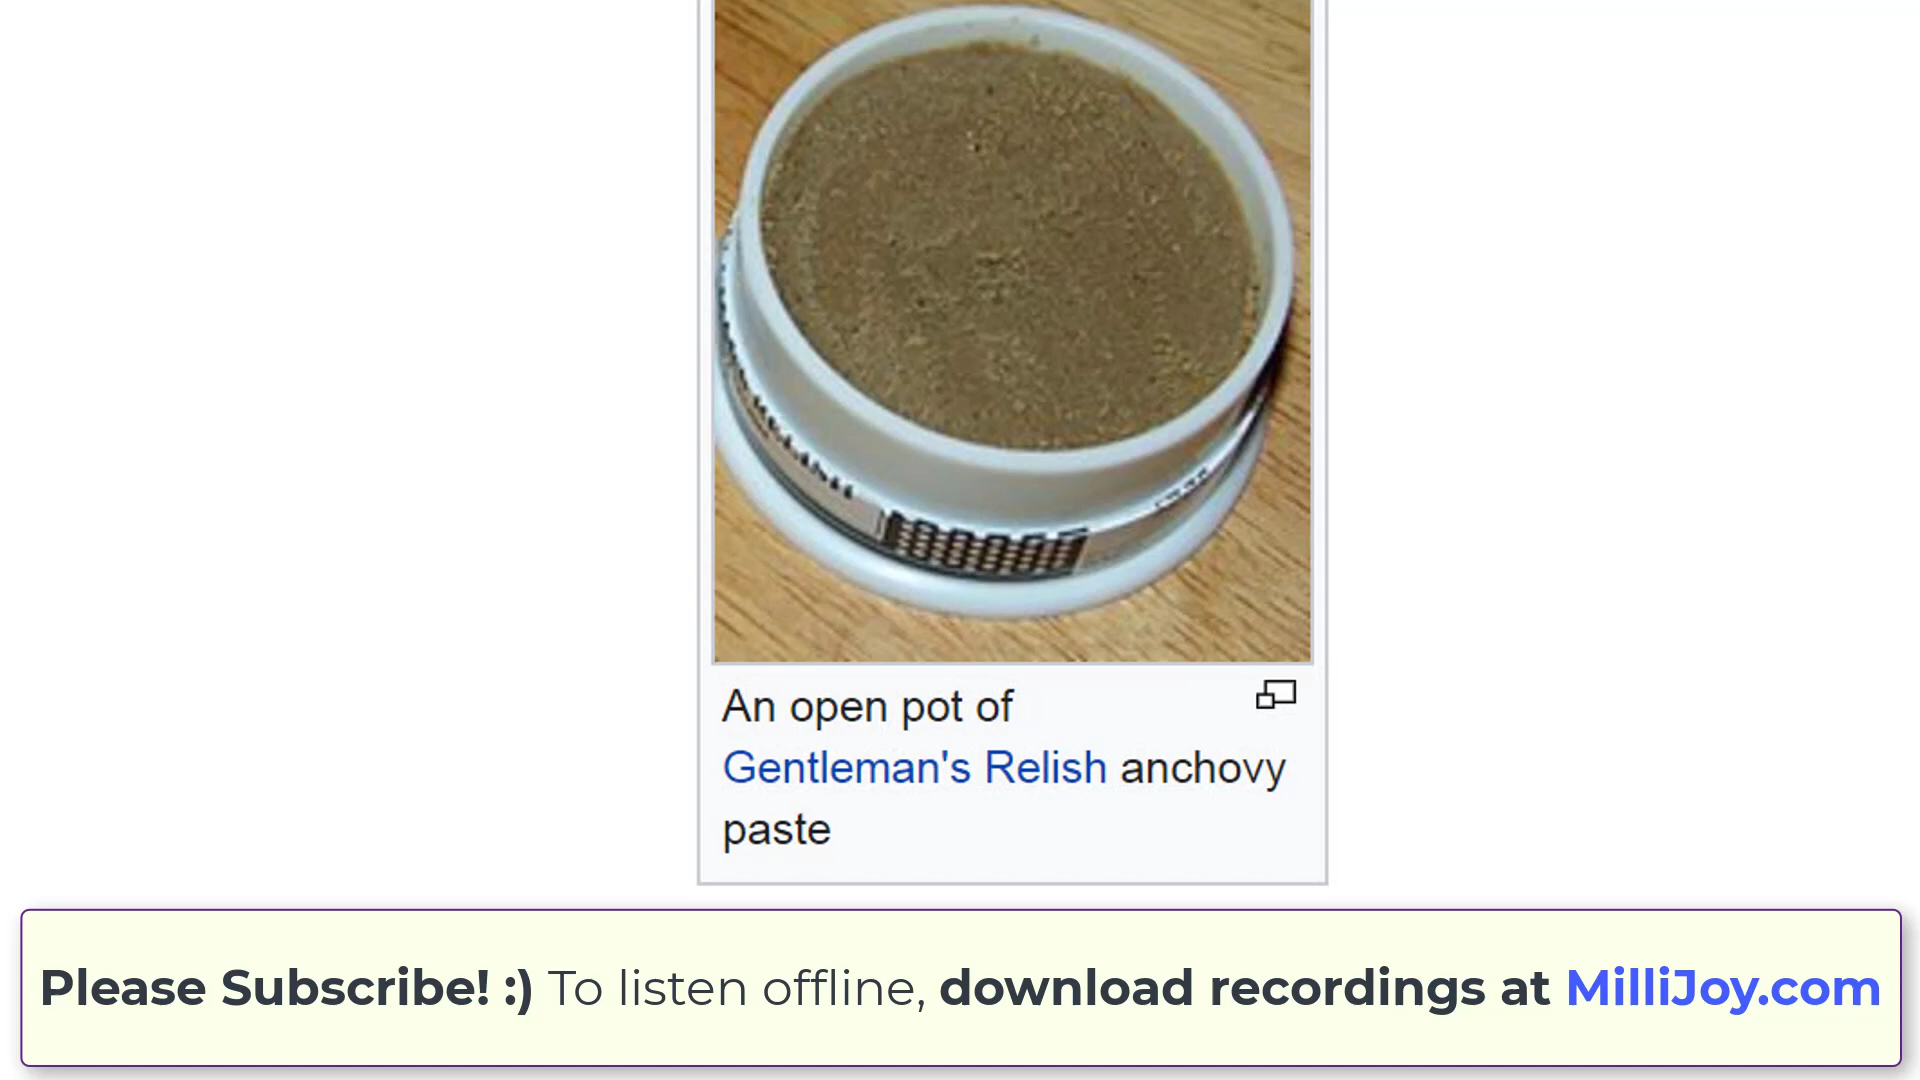 An open pot of
Gentleman's Relish anchovy
paste
Please Subscribe! :) To listen offline, download recordings at MilliJoy.com